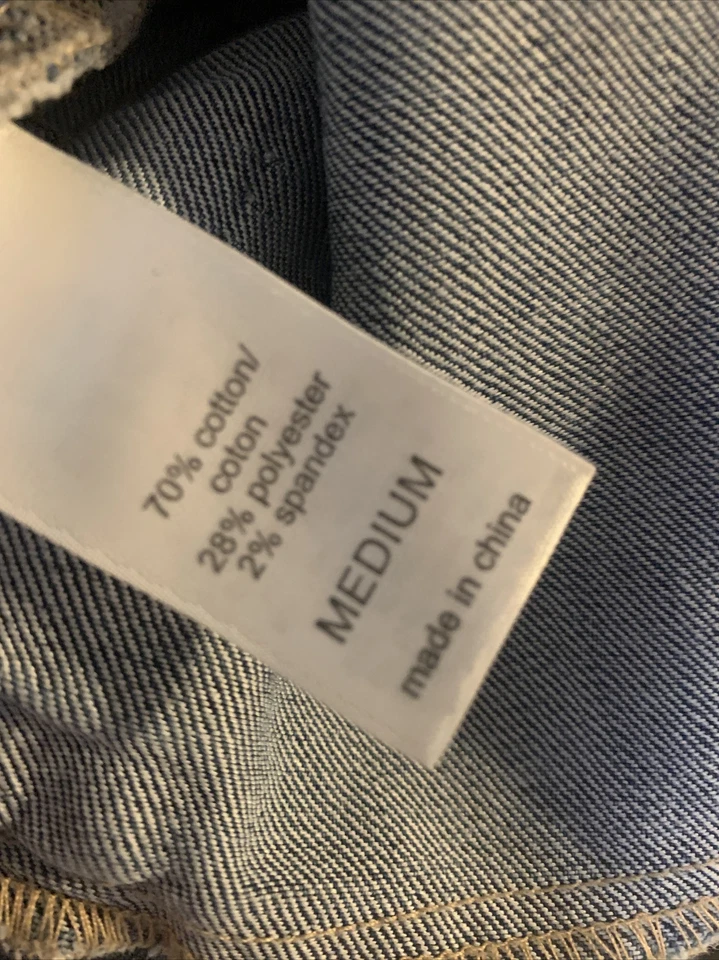 70% cotton/
coton
28% polyester
2% spandex
MEDIUM
made in china